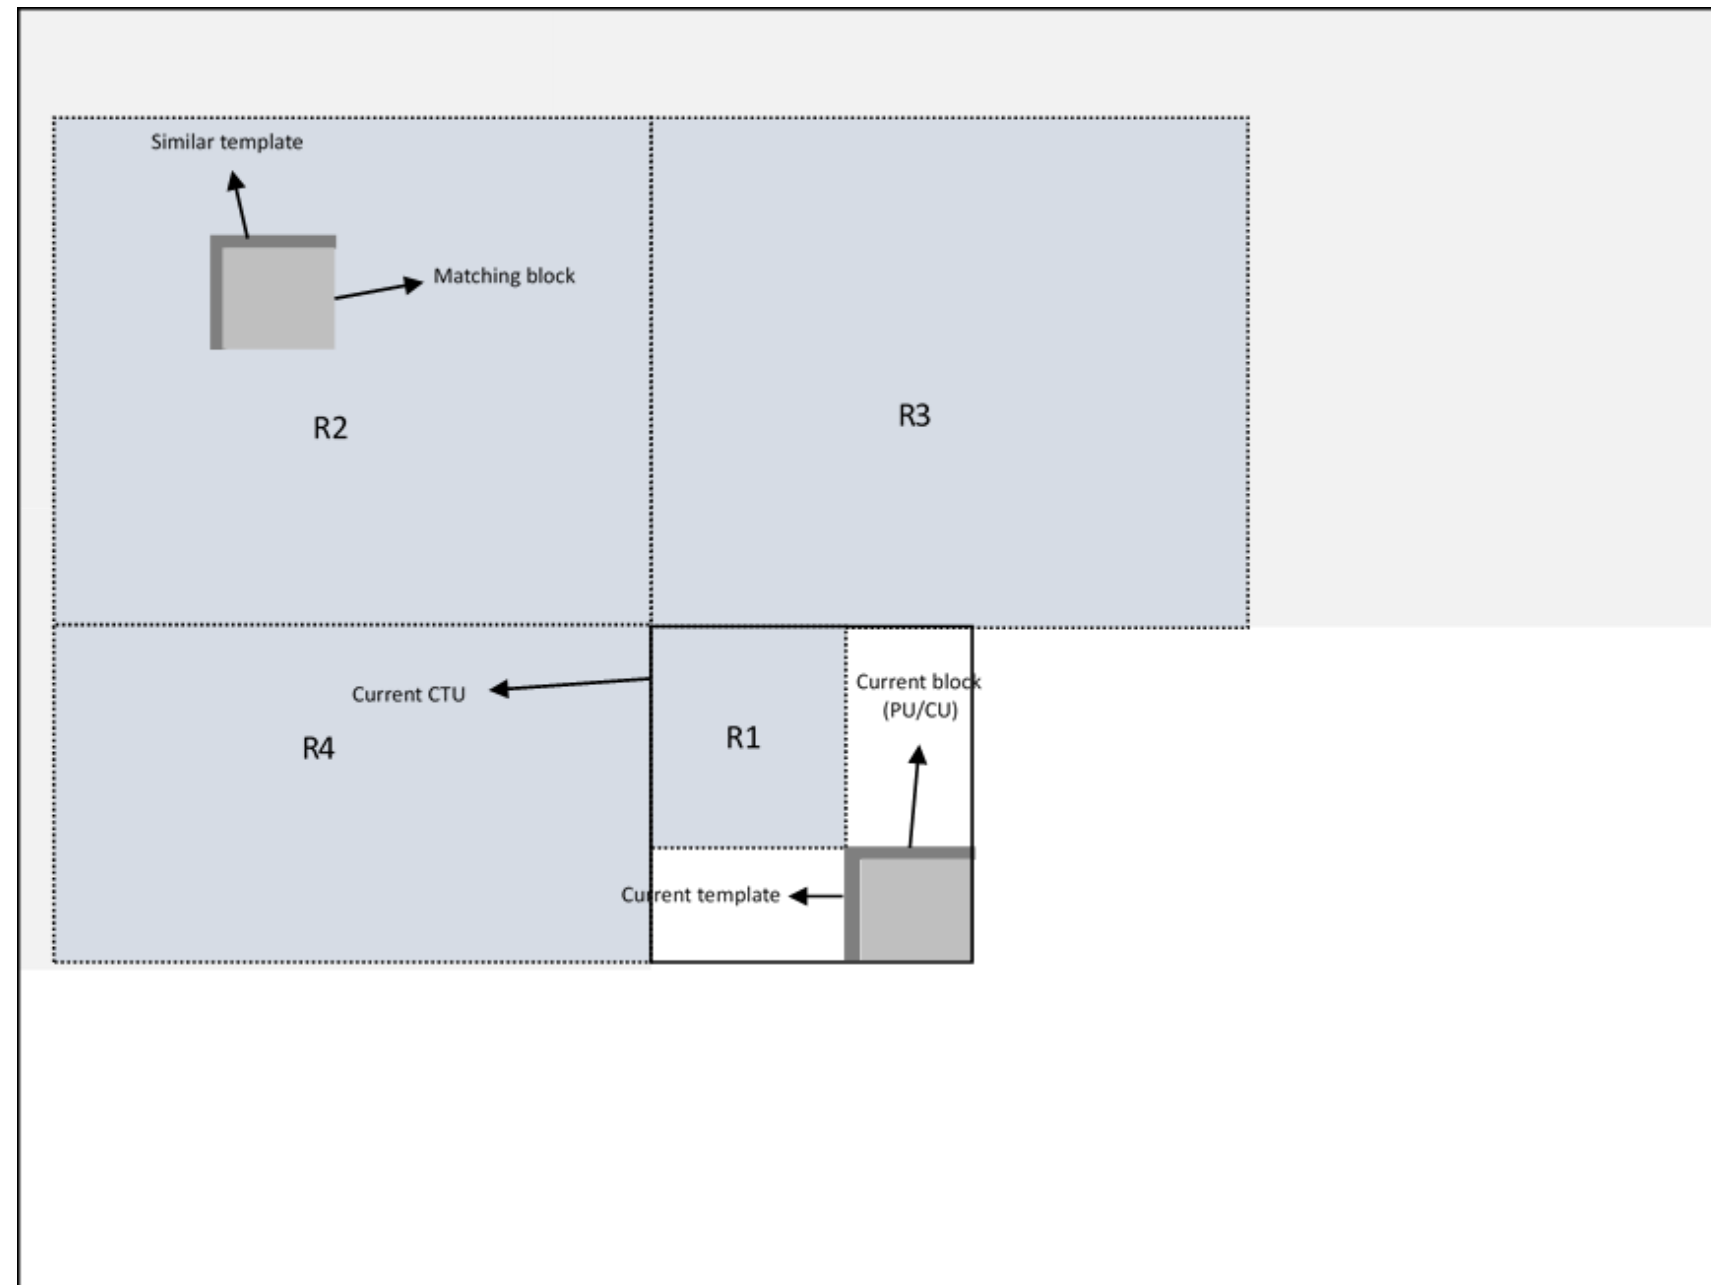 Similar template
Matching block
R2
R3
Current CTU
R4
R1
Current block
(PU/CU)
Current template